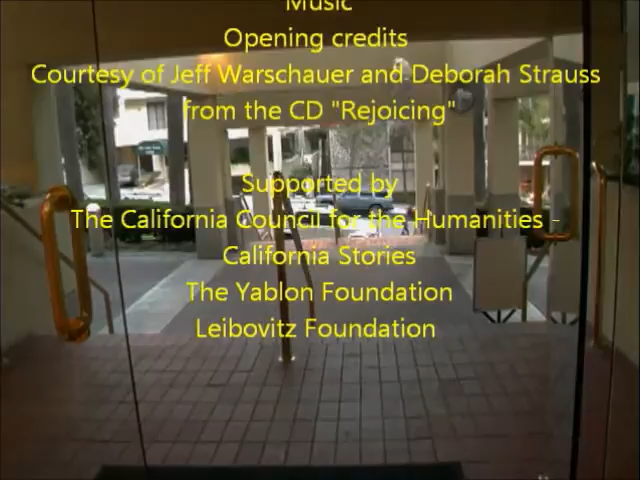 Music
Opening credits
Courtesy of Jeff Warschauer and Deborah Strauss
from the CD "Rejoicing"
Supported by
The California Council for the Humanities -
California Stories
The Yablon Foundation
Leibovitz Foundation